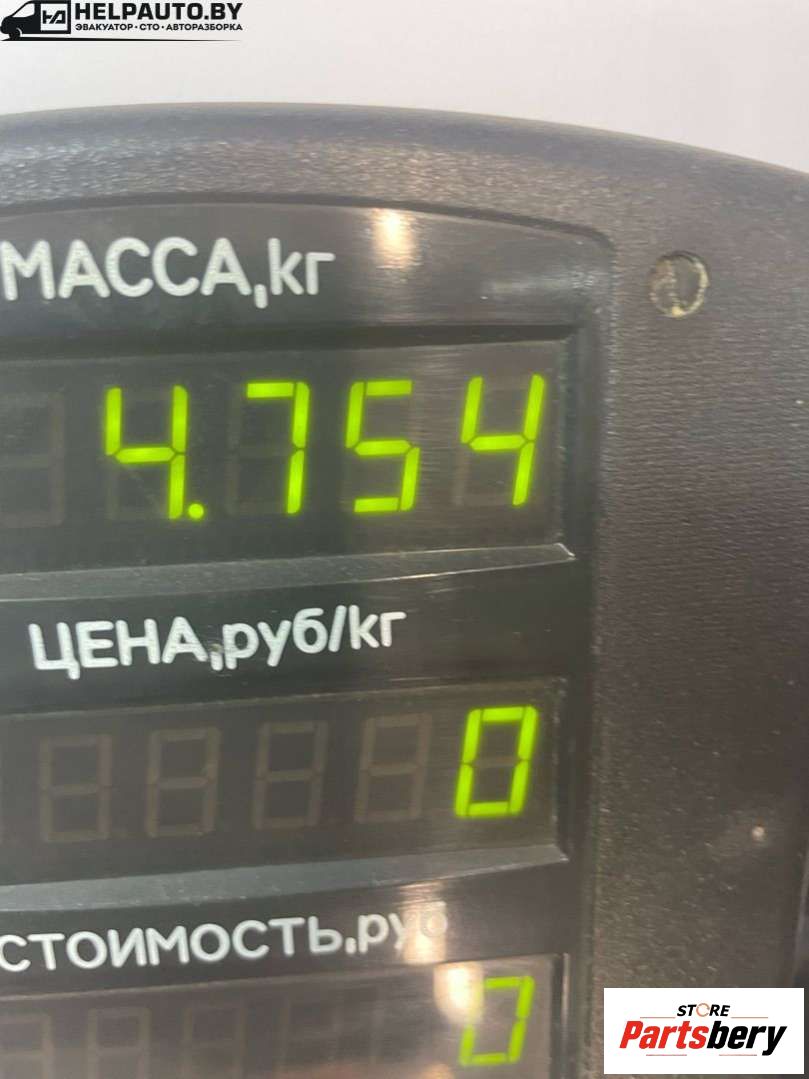 HELPAUTO.BY
ЭВАКУАТОР • СТО • АВТОРАЗБОРКА
МАССА,кг
4.754
ЦЕНА,руб/кг
0
СТОИМОСТЬ,руб
0
STORE
Partsbery